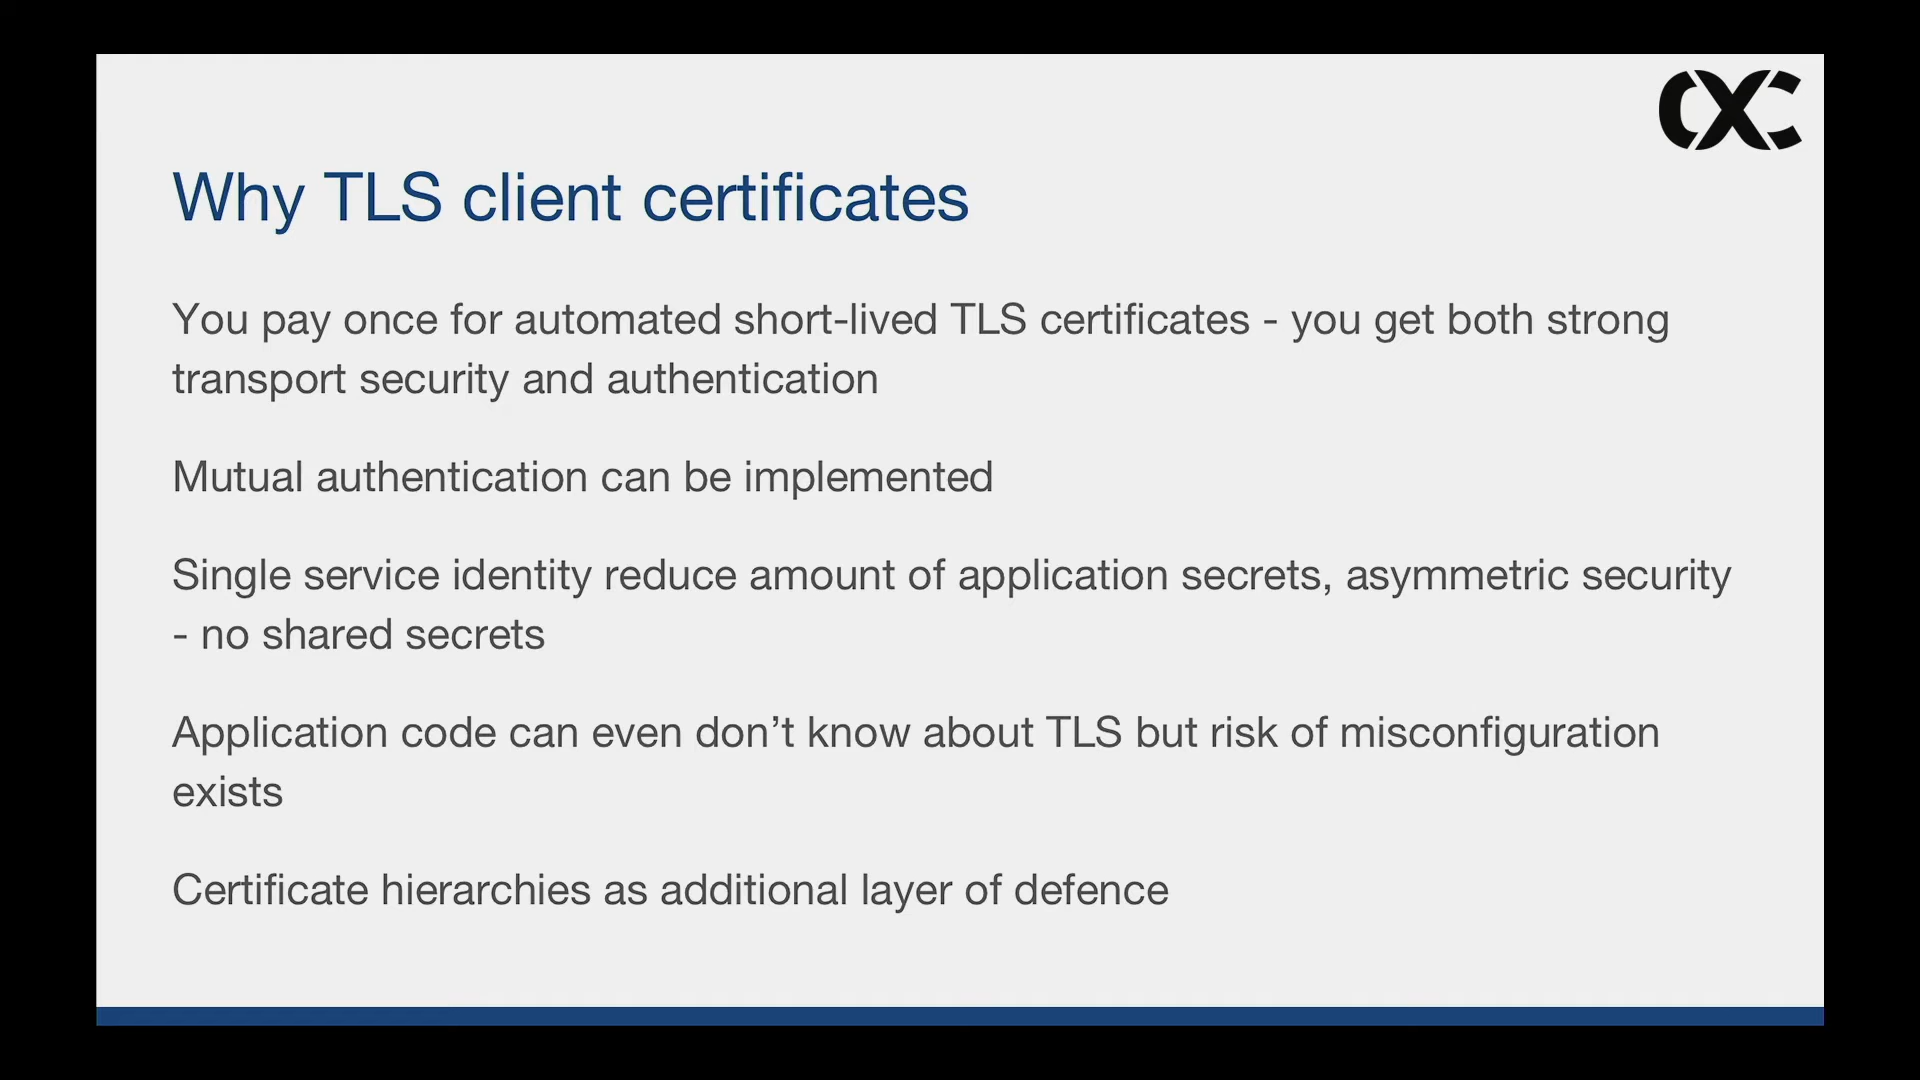 OXC
Why TLS client certificates
You pay once for automated short-lived TLS certificates - you get both strong
transport security and authentication
Mutual authentication can be implemented
Single service identity reduce amount of application secrets, asymmetric security
- no shared secrets
Application code can even don’t know about TLS but risk of misconfiguration
exists
Certificate hierarchies as additional layer of defence